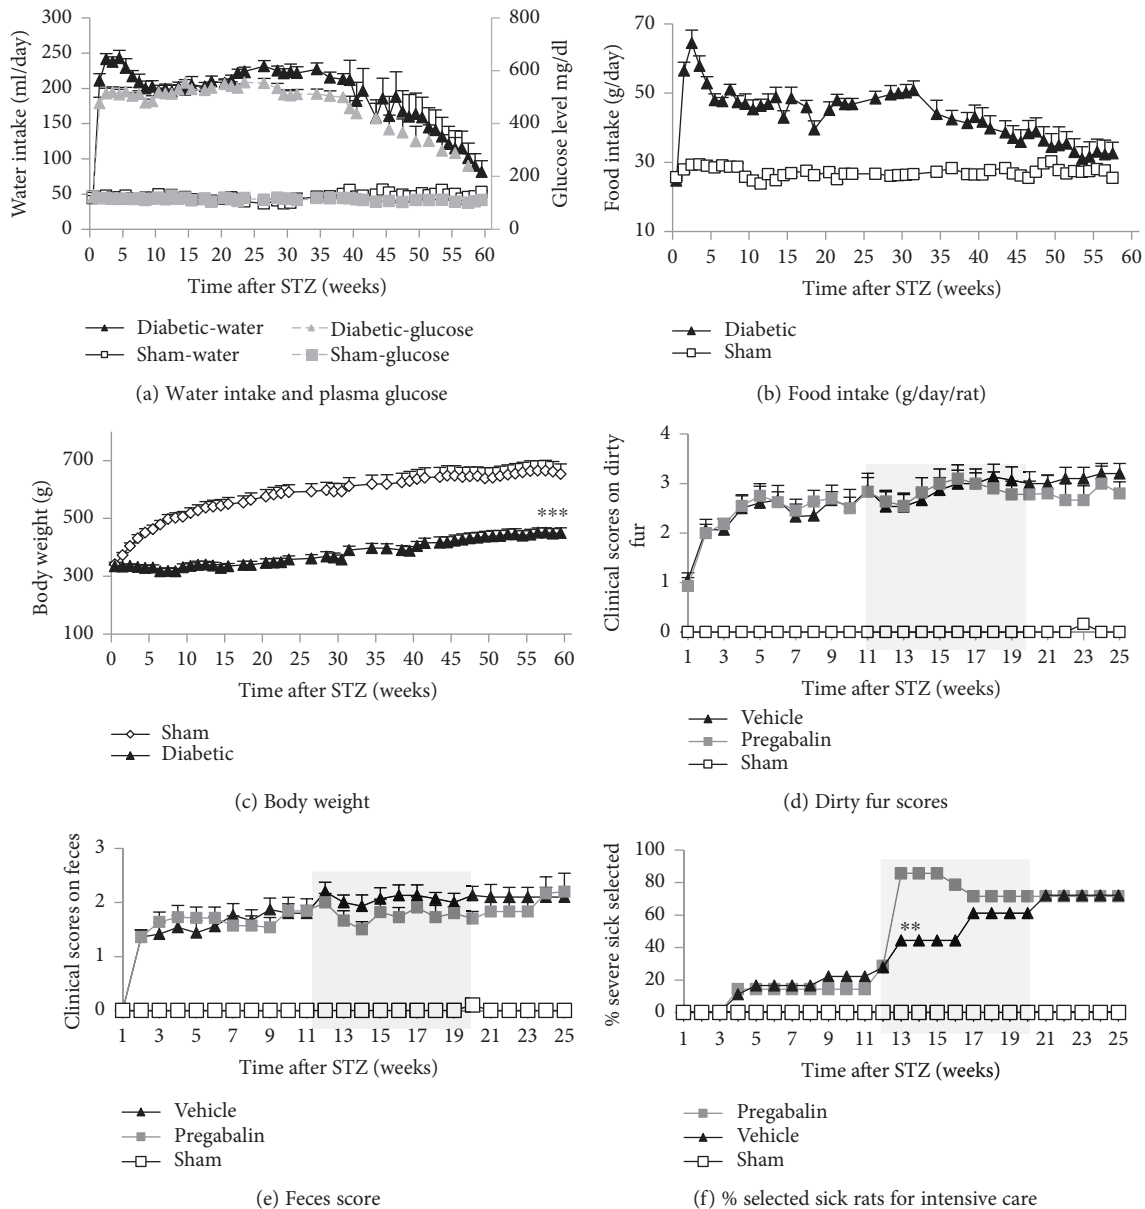 300
250
200
150
100
50
0
Water intake (ml/day)
800
600
400
200
0
Glucose level mg/dl
0 5 10 15 20 25 30 35 40 45 50 55 60
Time after STZ (weeks)
Diabetic-water
Diabetic-glucose
Sham-water
Sham-glucose
(a) Water intake and plasma glucose
70
50
30
10
Food intake (g/day)
0 5 10 15 20 25 30 35 40 45 50 55 60
Time after STZ (weeks)
Diabetic
Sham
(b) Food intake (g/day/rat)
700
500
300
100
Body weight (g)
***
0 5 10 15 20 25 30 35 40 45 50 55 60
Time after STZ (weeks)
Sham
Diabetic
(c) Body weight
4
3
2
1
0
Clinical scores on dirty
fur
1 3 5 7 9 11 13 15 17 19 21 23 25
Time after STZ (weeks)
Vehicle
Pregabalin
Sham
(d) Dirty fur scores
3
2
1
0
Clinical scores on feces
1 3 5 7 9 11 13 15 17 19 21 23 25
Time after STZ (weeks)
Vehicle
Pregabalin
Sham
(e) Feces score
100
80
60
40
20
0
% severe sick selected
**
1 3 5 7 9 11 13 15 17 19 21 23 25
Time after STZ (weeks)
Pregabalin
Vehicle
Sham
(f) % selected sick rats for intensive care